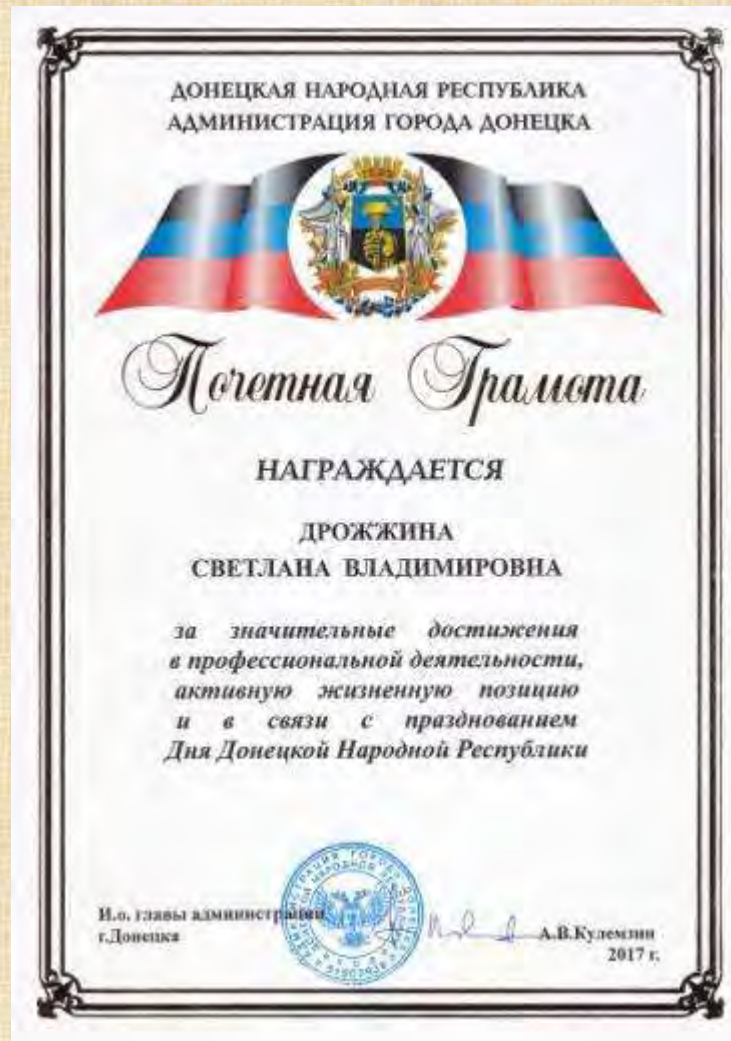 ДОНЕЦКАЯ НАРОДНАЯ РЕСПУБЛИКА
АДМИНИСТРАЦИЯ ГОРОДА ДОНЕЦКА
Почетная Грамота
НАГРАЖДАЕТСЯ
ДРОЖЖИНА
СВЕТЛАНА ВЛАДИМИРОВНА
за значительные достижения
в профессиональной деятельности,
активную жизненную позицию
и в связи с празднованием
Дня Донецкой Народной Республики
И.о. главы администрации
г.Донецка
А.В.Кулемзин
2017 г.